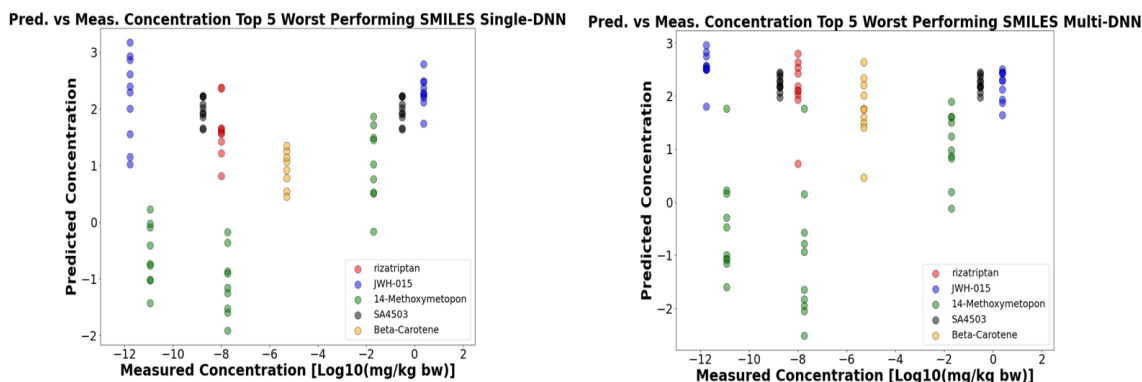 Pred. vs Meas. Concentration Top 5 Worst Performing SMILES Single-DNN
Predicted Concentration
3
2
1
0
−1
−2
rizatriptan
JWH-015
14-Methoxymetopon
SA4503
Beta-Carotene
−12 −10 −8 −6 −4 −2 0 2
Measured Concentration [Log10(mg/kg bw)]
Pred. vs Meas. Concentration Top 5 Worst Performing SMILES Multi-DNN
Predicted Concentration
3
2
1
0
−1
−2
rizatriptan
JWH-015
14-Methoxymetopon
SA4503
Beta-Carotene
−12 −10 −8 −6 −4 −2 0 2
Measured Concentration [Log10(mg/kg bw)]